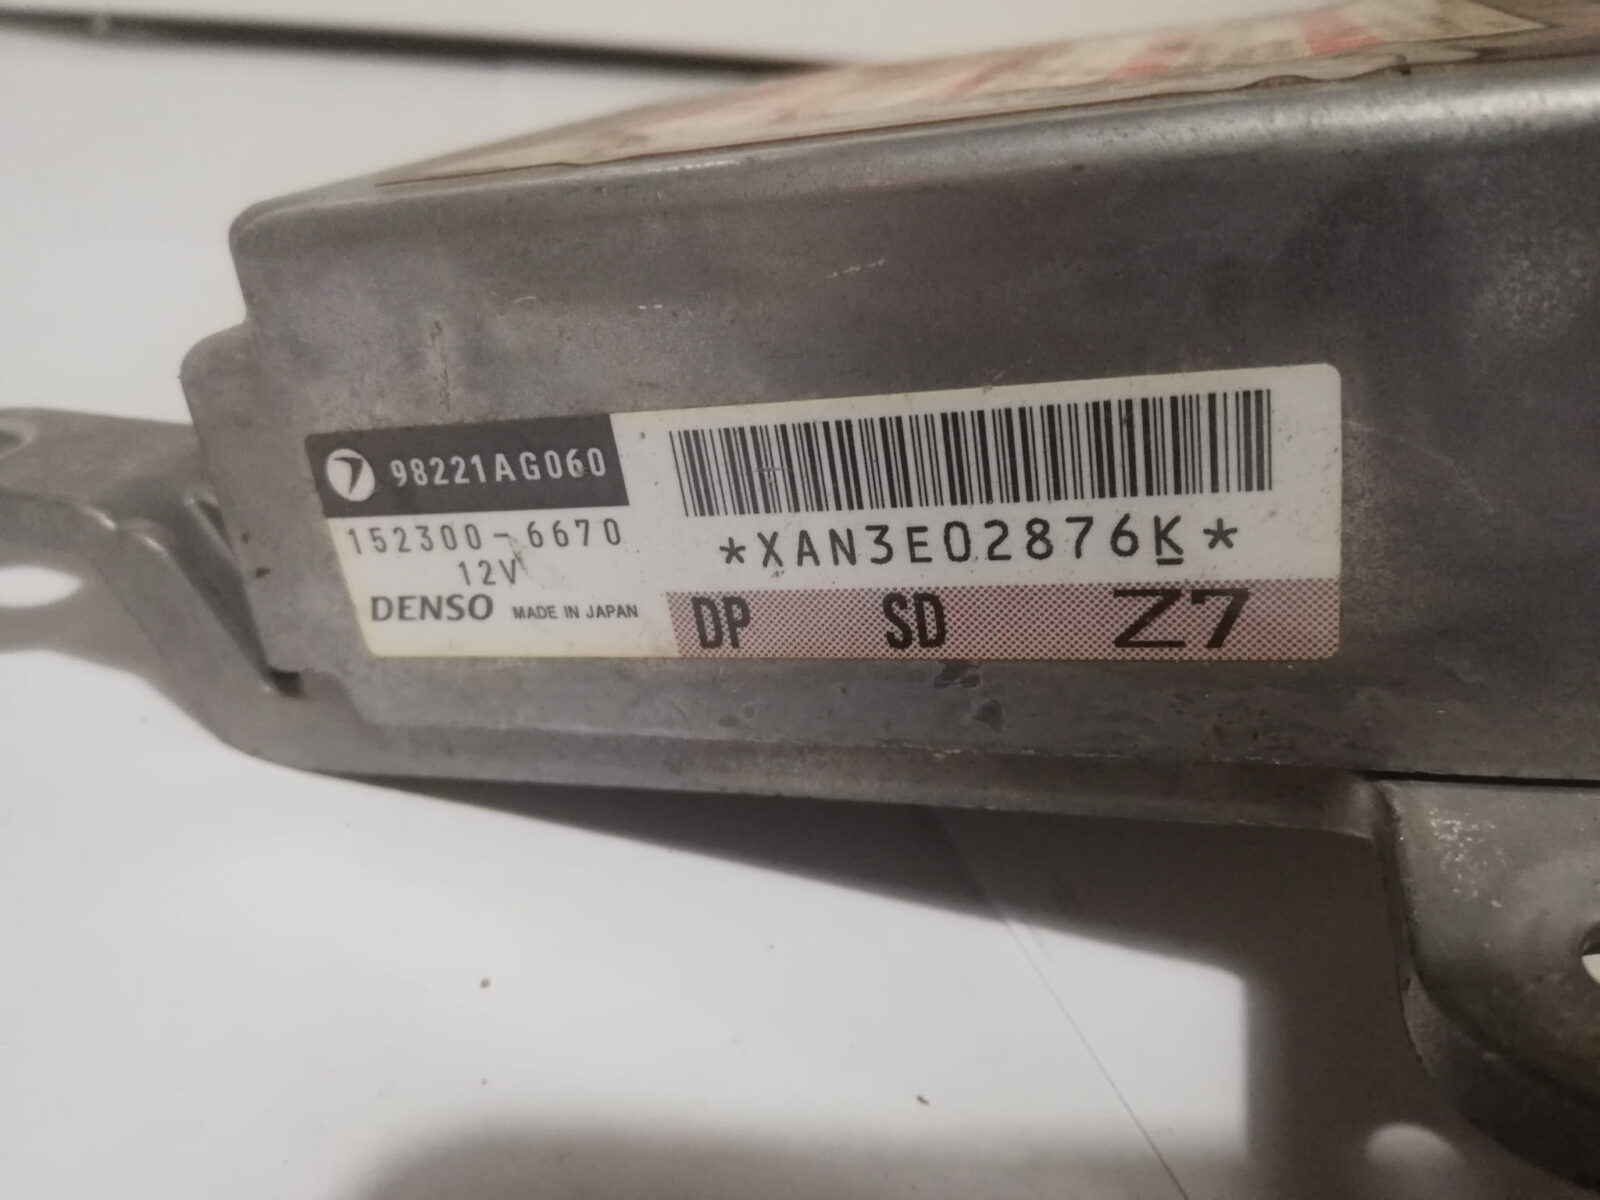 98221AG060
152300-6670
12V
DENSO MADE IN JAPAN
*XAN3E02876K*
DP SD Z7